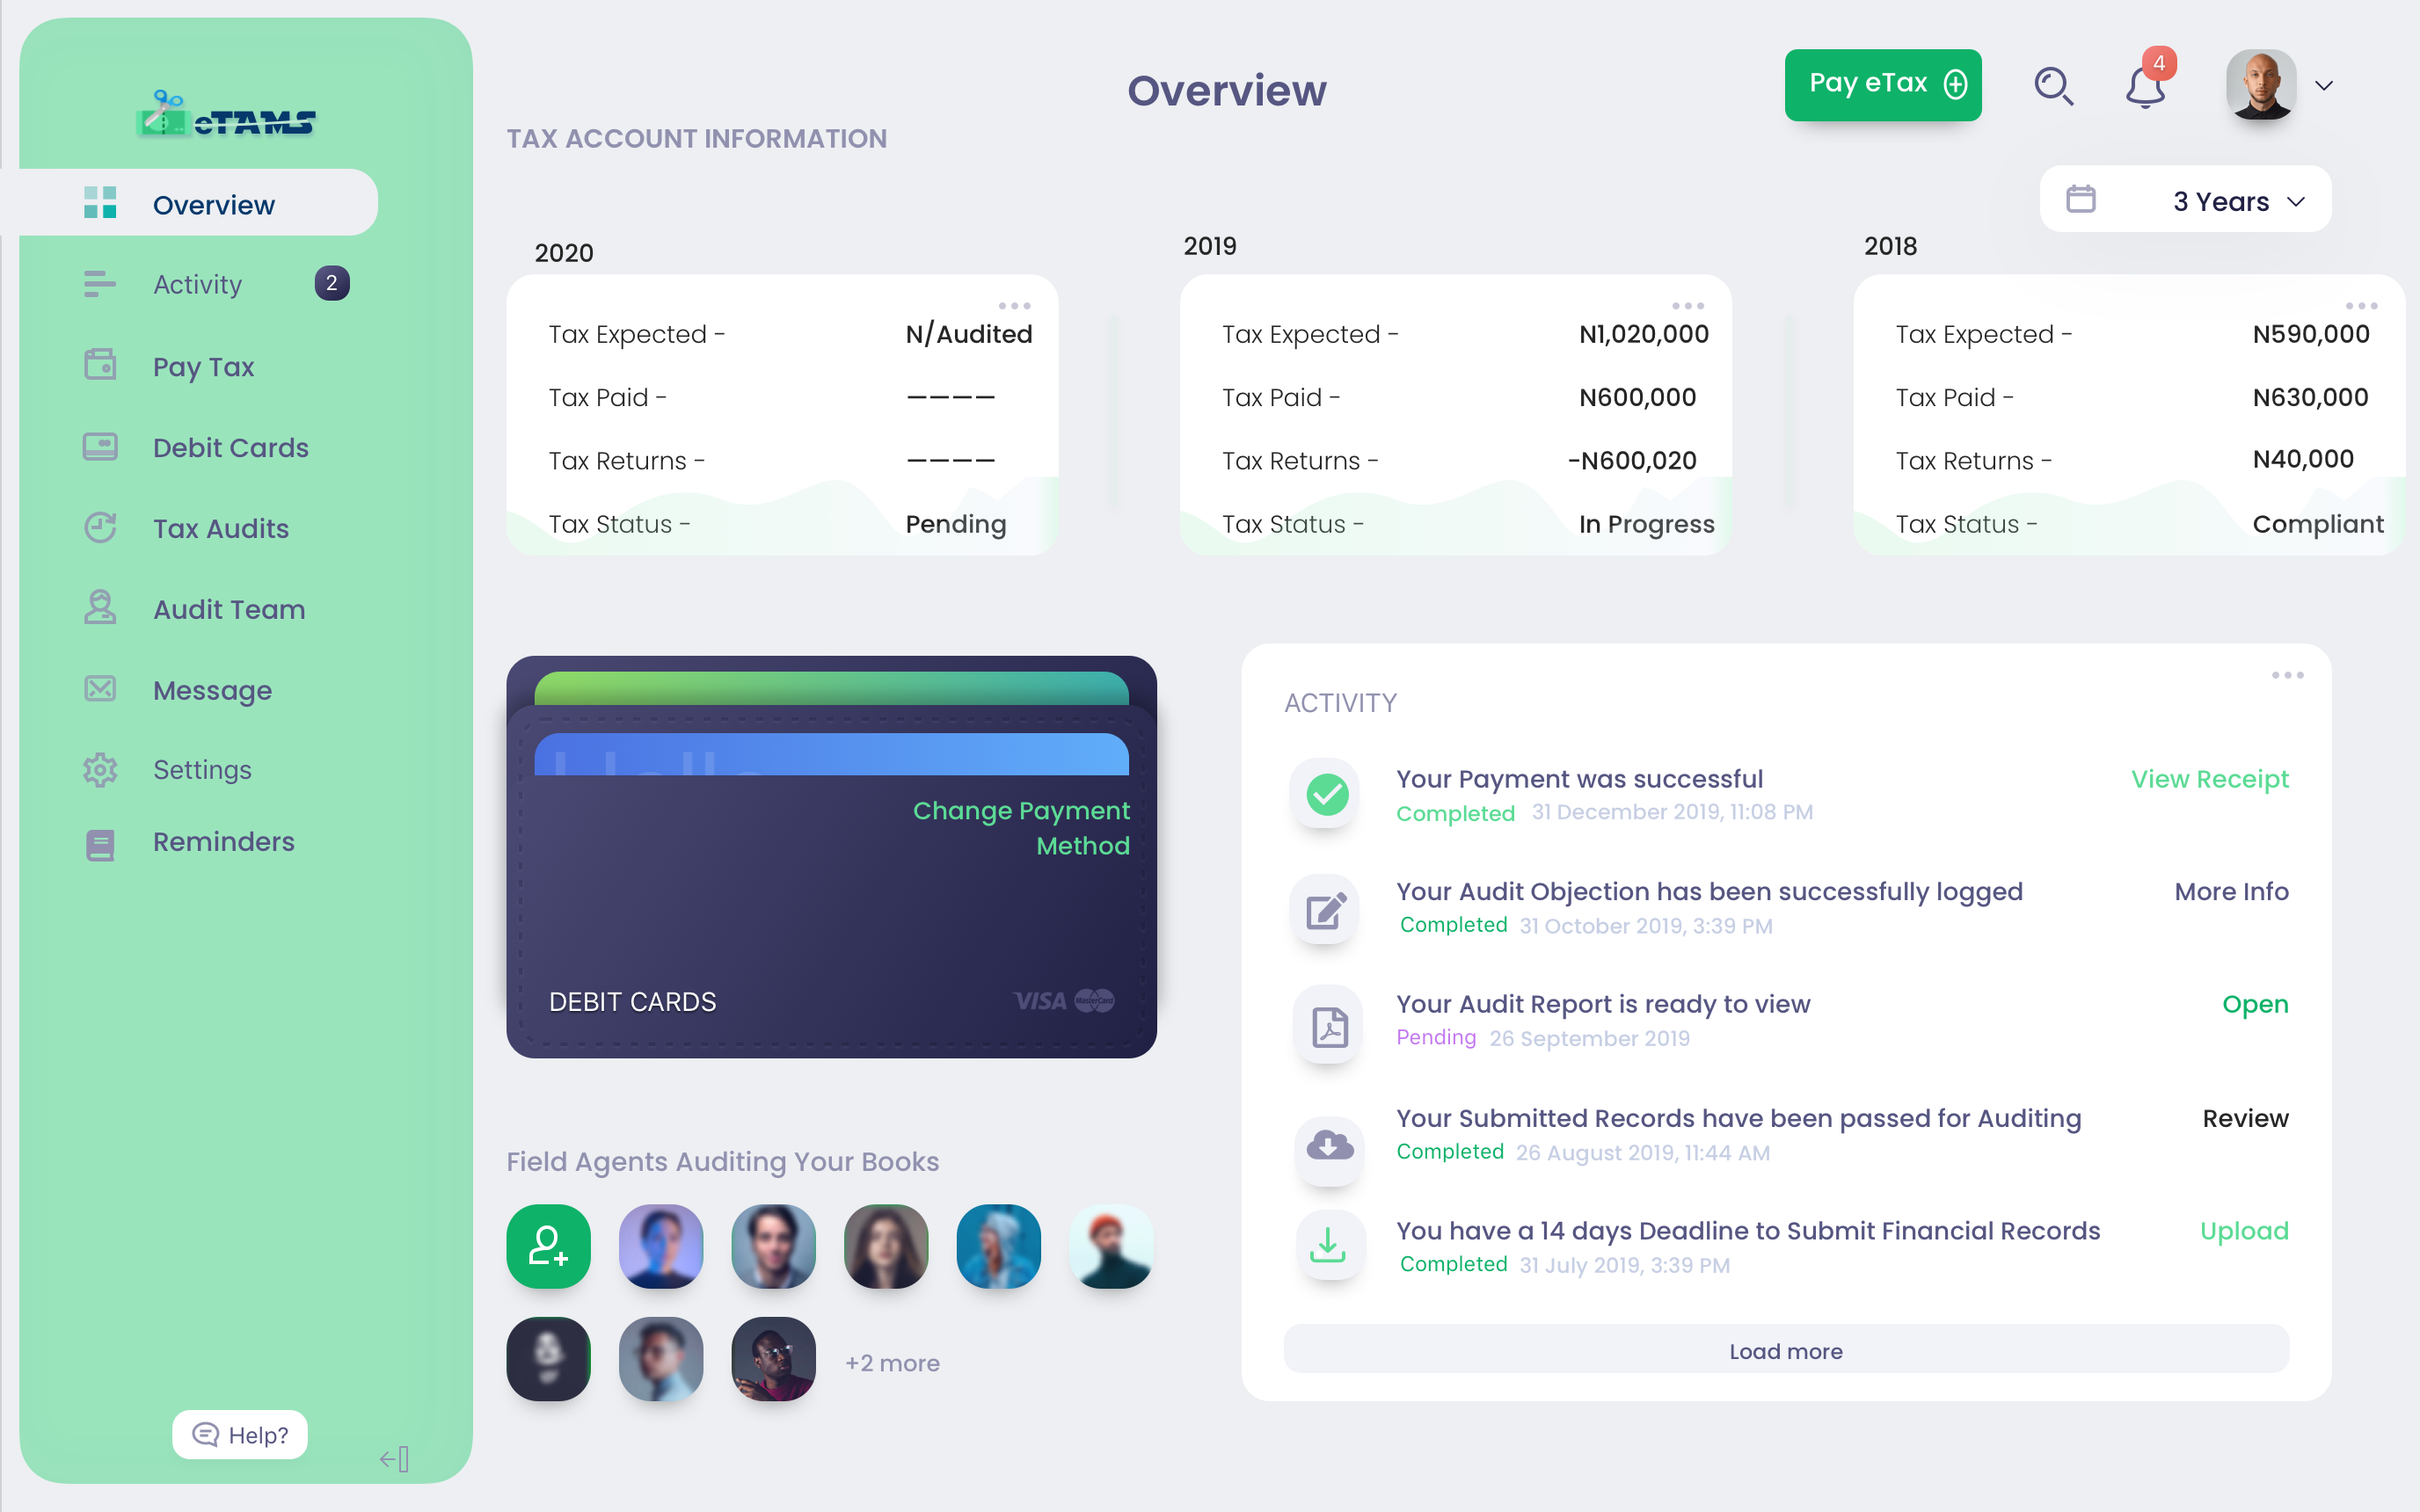 eTAMS
Overview
Activity
2
Pay Tax
Debit Cards
Tax Audits
Audit Team
Message
Settings
Reminders
Help?
Overview
Pay eTax
4
TAX ACCOUNT INFORMATION
3 Years
2020
Tax Expected - N/Audited
Tax Paid - ————
Tax Returns - ————
Tax Status - Pending
2019
Tax Expected - N1,020,000
Tax Paid - N600,000
Tax Returns - -N600,020
Tax Status - In Progress
2018
Tax Expected - N590,000
Tax Paid - N630,000
Tax Returns - N40,000
Tax Status - Compliant
Change Payment
Method
DEBIT CARDS
VISA MasterCard
Field Agents Auditing Your Books
+2 more
ACTIVITY
Your Payment was successful View Receipt
Completed 31 December 2019, 11:08 PM
Your Audit Objection has been successfully logged More Info
Completed 31 October 2019, 3:39 PM
Your Audit Report is ready to view Open
Pending 26 September 2019
Your Submitted Records have been passed for Auditing Review
Completed 26 August 2019, 11:44 AM
You have a 14 days Deadline to Submit Financial Records Upload
Completed 31 July 2019, 3:39 PM
Load more